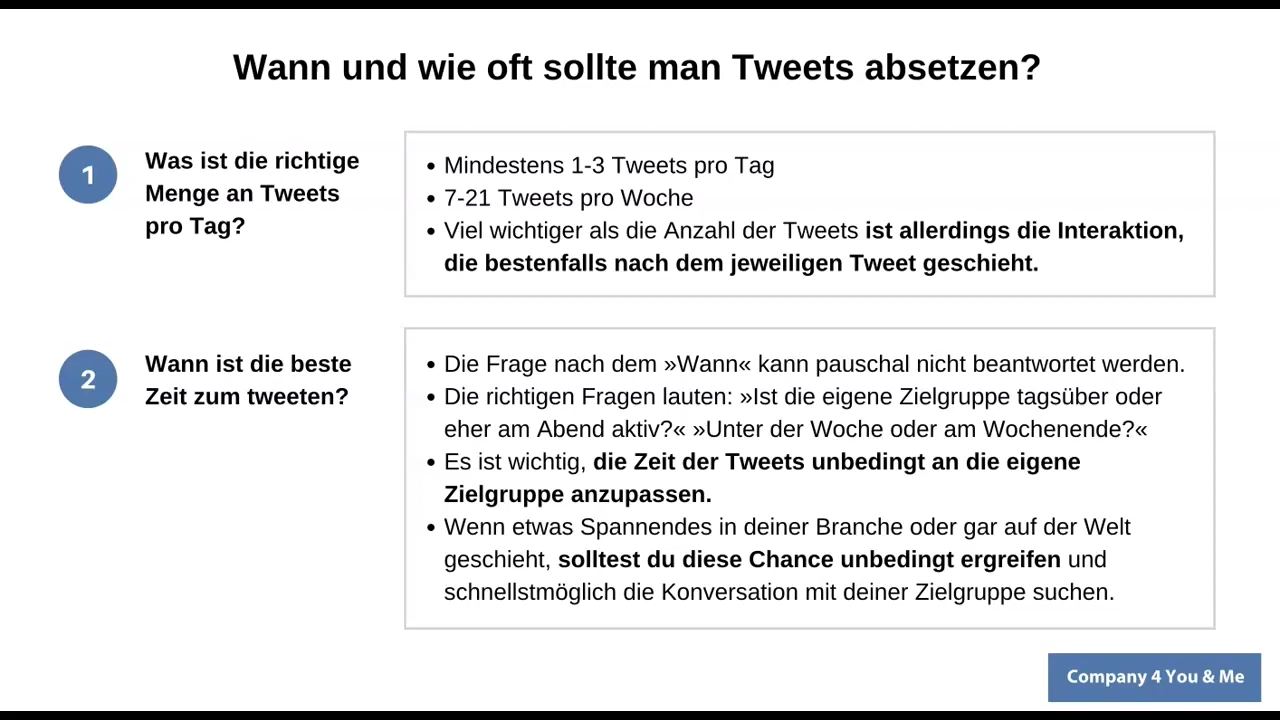 Wann und wie oft sollte man Tweets absetzen?
1
Was ist die richtige
Menge an Tweets
pro Tag?
• Mindestens 1-3 Tweets pro Tag
• 7-21 Tweets pro Woche
• Viel wichtiger als die Anzahl der Tweets ist allerdings die Interaktion,
die bestenfalls nach dem jeweiligen Tweet geschieht.
2
Wann ist die beste
Zeit zum tweeten?
• Die Frage nach dem »Wann« kann pauschal nicht beantwortet werden.
• Die richtigen Fragen lauten: »Ist die eigene Zielgruppe tagsüber oder
eher am Abend aktiv?« »Unter der Woche oder am Wochenende?«
• Es ist wichtig, die Zeit der Tweets unbedingt an die eigene
Zielgruppe anzupassen.
• Wenn etwas Spannendes in deiner Branche oder gar auf der Welt
geschieht, solltest du diese Chance unbedingt ergreifen und
schnellstmöglich die Konversation mit deiner Zielgruppe suchen.
Company 4 You & Me